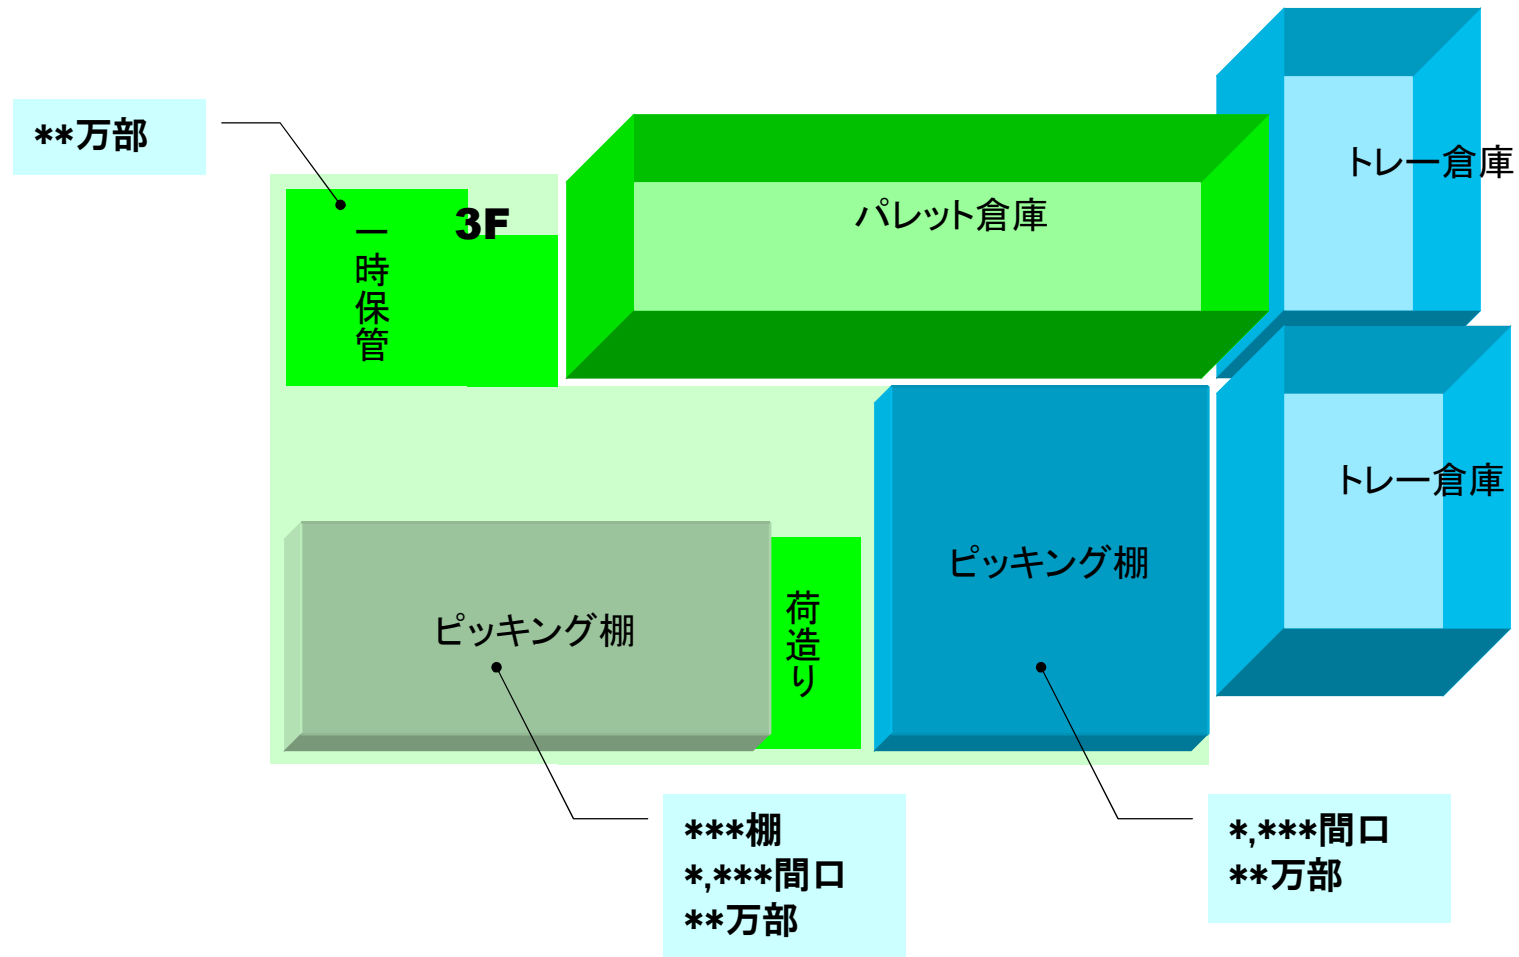 **万部
3F
一時保管
パレット倉庫
トレー倉庫
トレー倉庫
ピッキング棚
ピッキング棚
荷造り
***棚
*,***間口
**万部
*,***間口
**万部